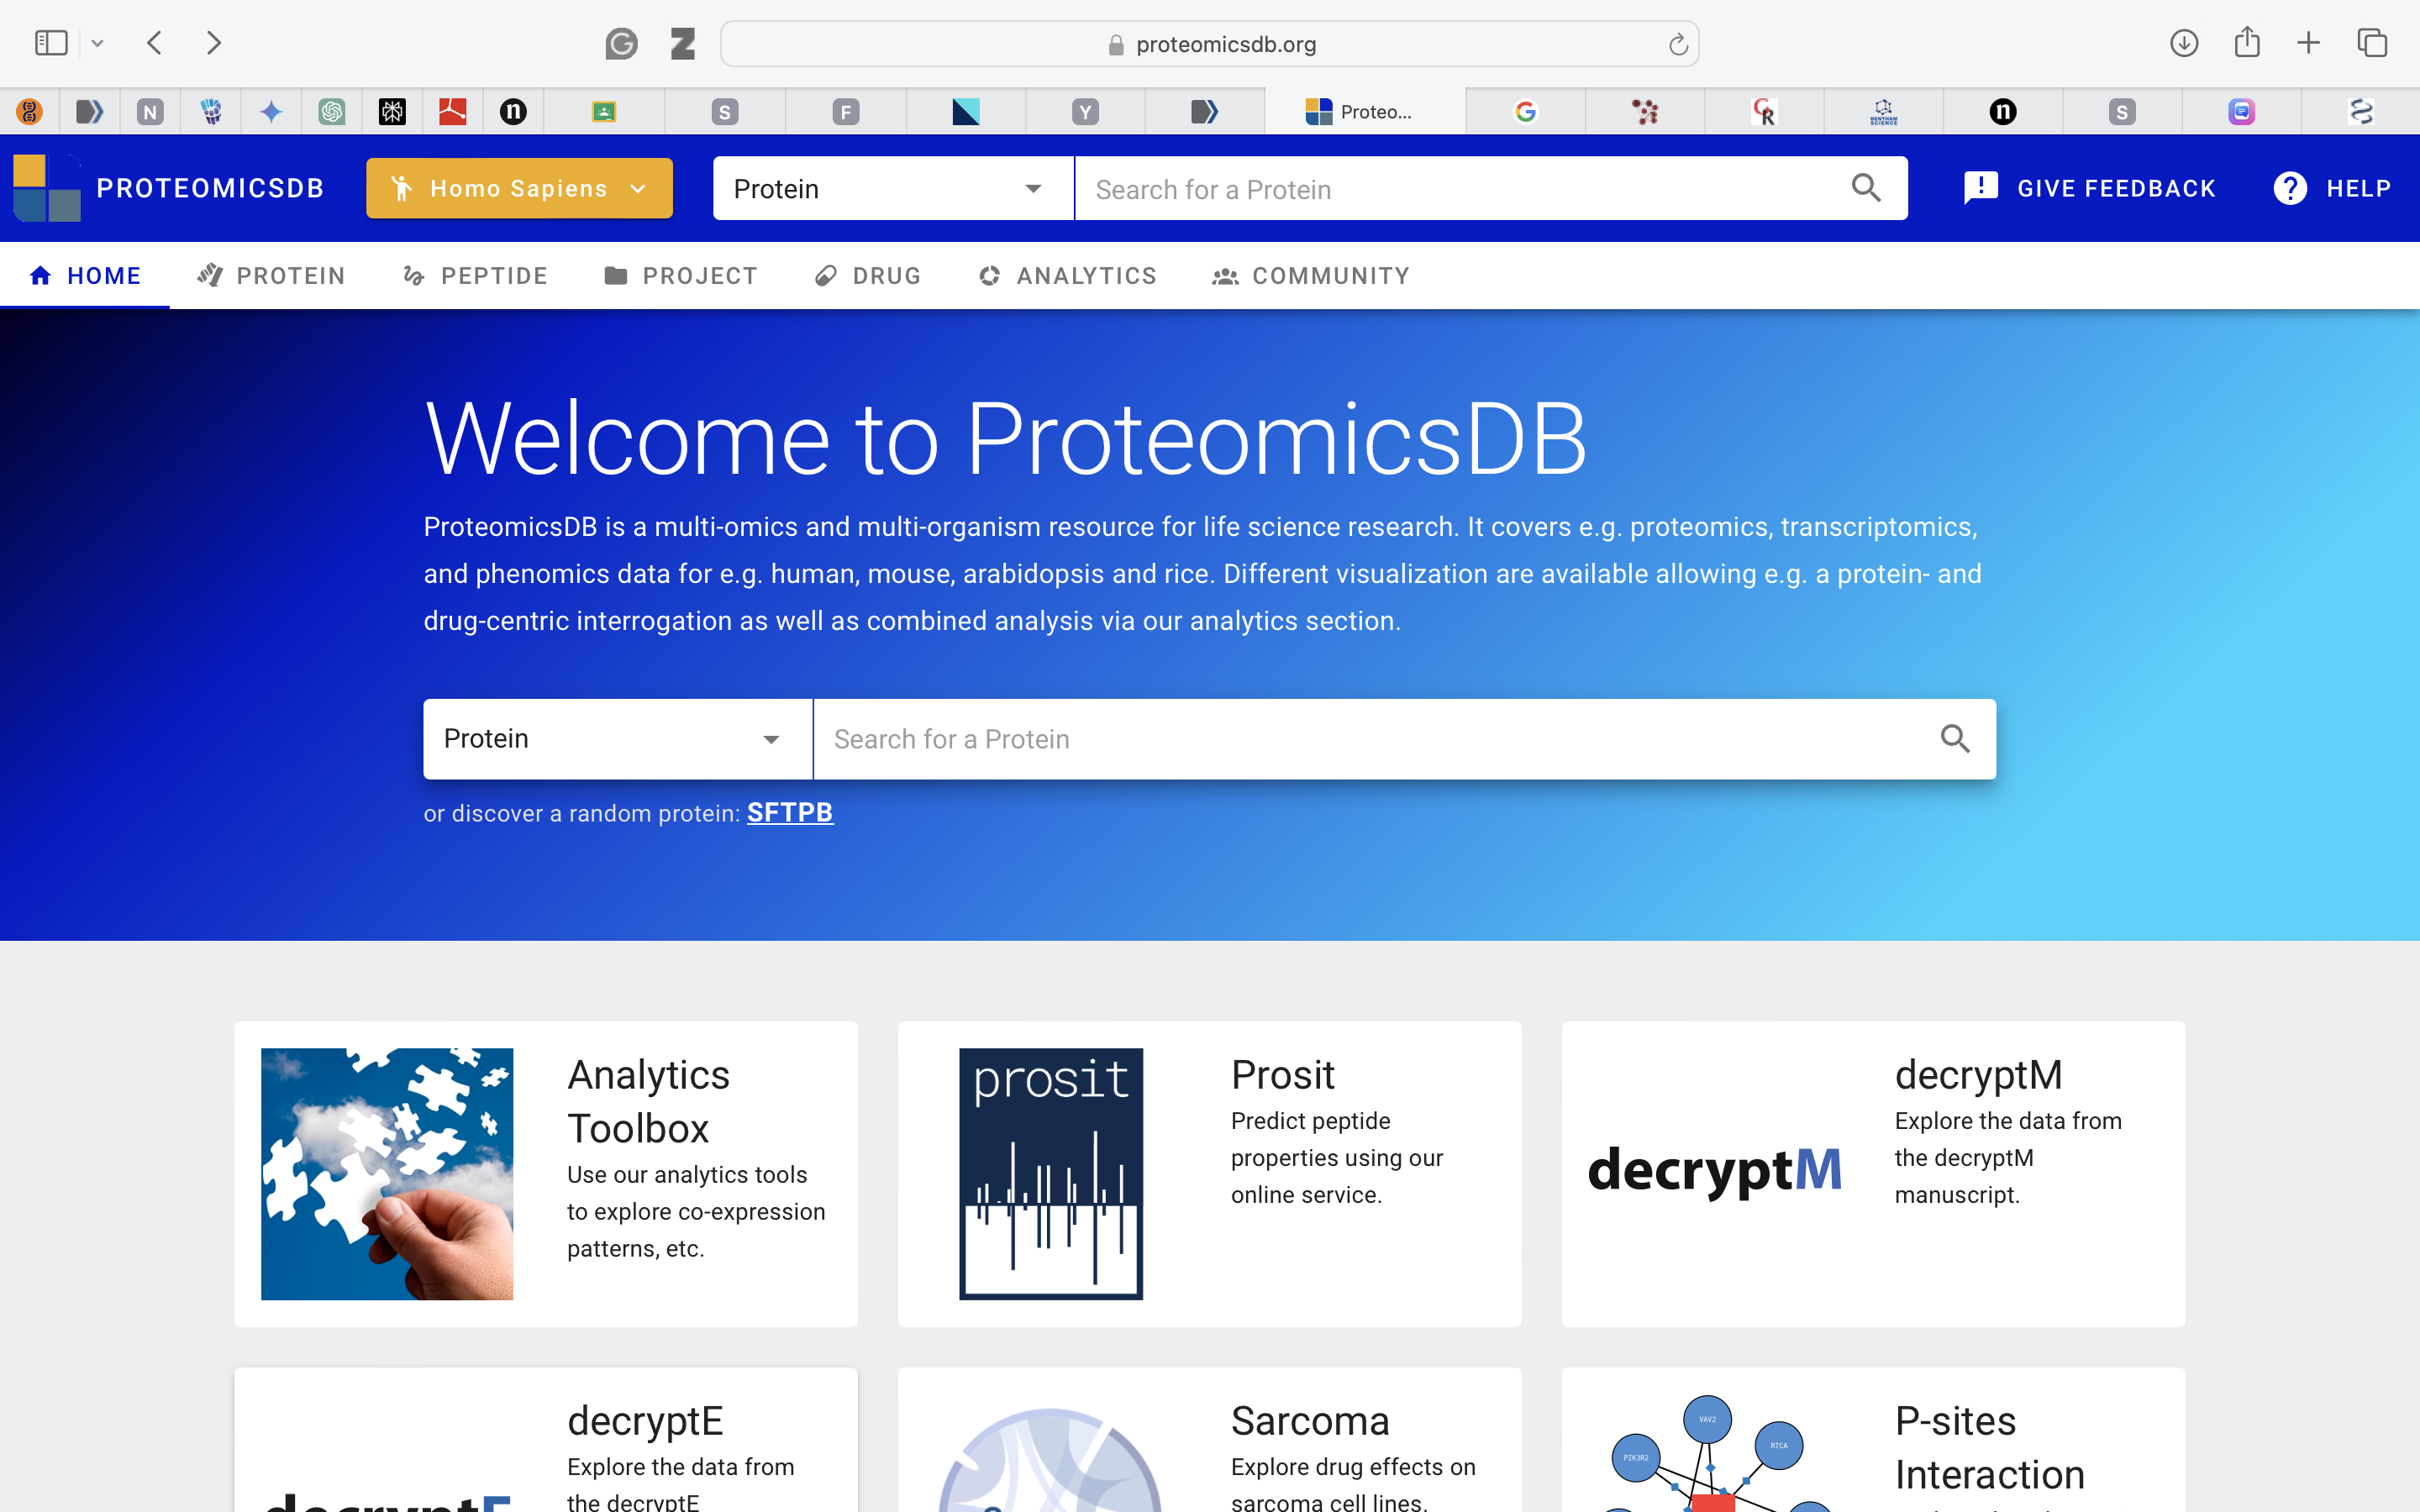 proteomicsdb.org
N
S
F
Y
Proteo...
n
S
PROTEOMICSDB
Homo Sapiens
Protein
Search for a Protein
GIVE FEEDBACK
HELP
HOME
PROTEIN
PEPTIDE
PROJECT
DRUG
ANALYTICS
COMMUNITY
Welcome to ProteomicsDB
ProteomicsDB is a multi-omics and multi-organism resource for life science research. It covers e.g. proteomics, transcriptomics,
and phenomics data for e.g. human, mouse, arabidopsis and rice. Different visualization are available allowing e.g. a protein- and
drug-centric interrogation as well as combined analysis via our analytics section.
Protein
Search for a Protein
or discover a random protein: SFTPB
Analytics
Toolbox
Use our analytics tools
to explore co-expression
patterns, etc.
prosit
Prosit
Predict peptide
properties using our
online service.
decryptM
decryptM
Explore the data from
the decryptM
manuscript.
decryptE
decryptE
Explore the data from
the decryptE
Sarcoma
Explore drug effects on
sarcoma cell lines.
VAV2
PIK3R2
RTCA
P-sites
Interaction